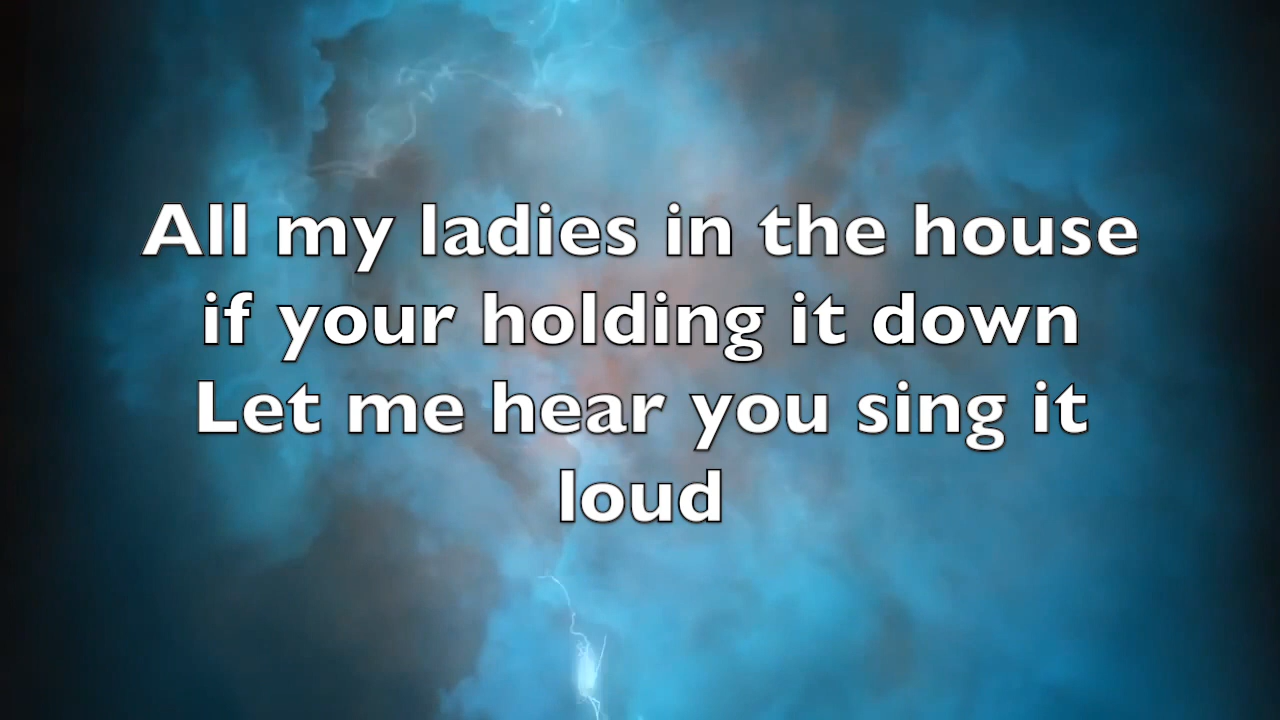 All my ladies in the house
if your holding it down
Let me hear you sing it
loud